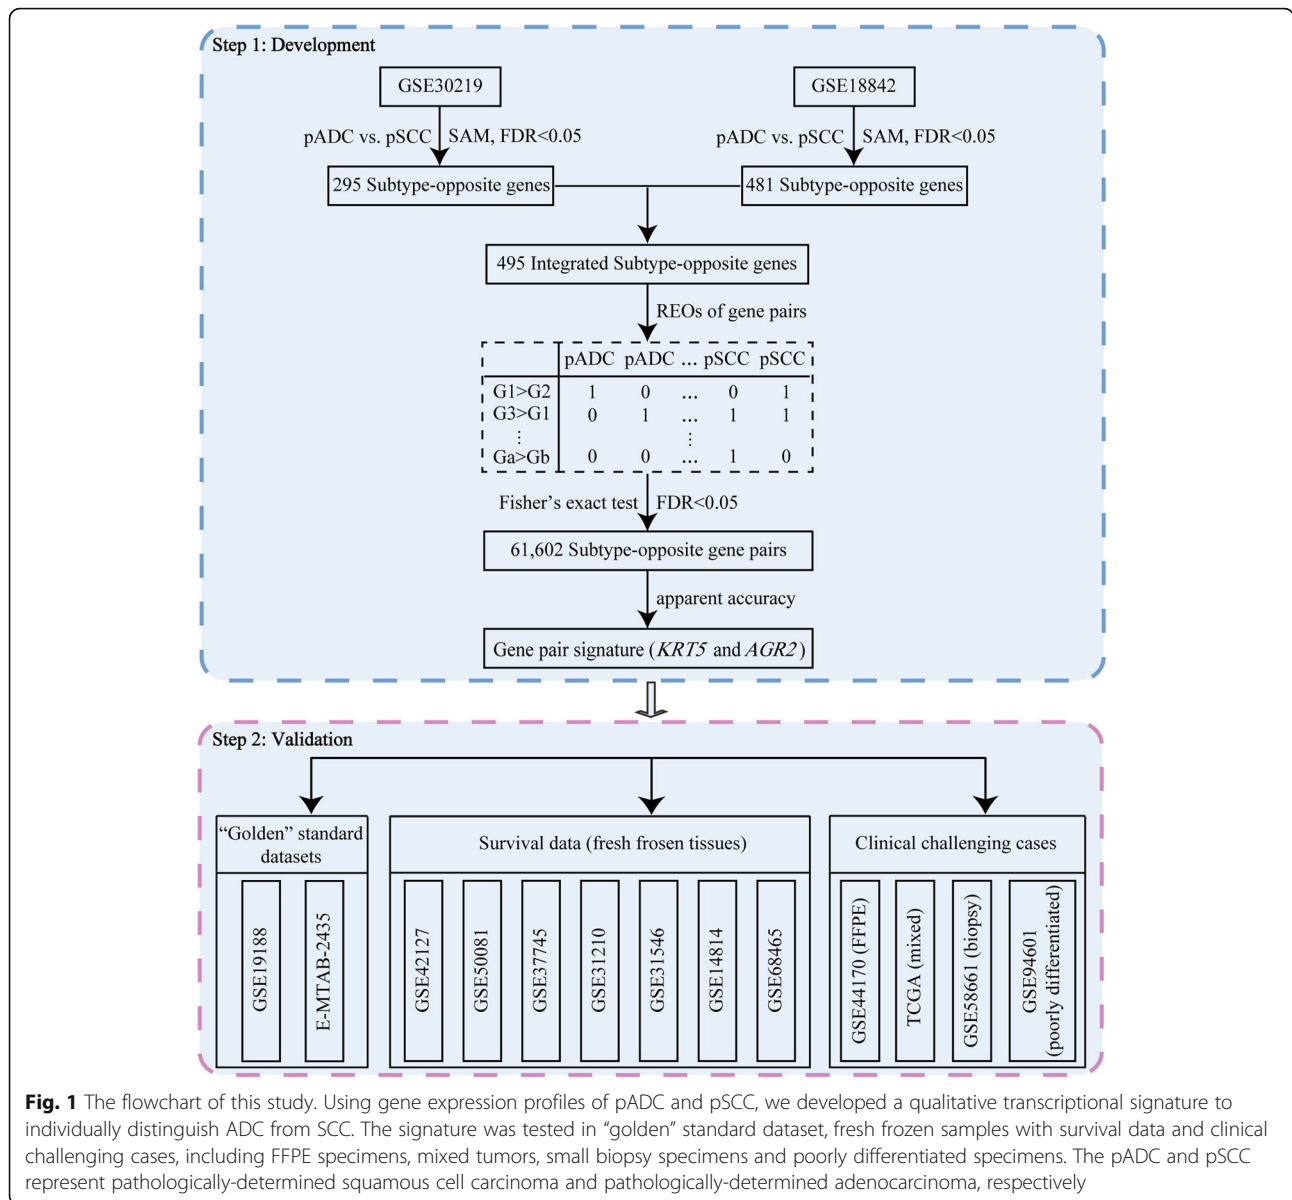 Step 1: Development
GSE30219
GSE18842
pADC vs. pSCC SAM, FDR<0.05
pADC vs. pSCC SAM, FDR<0.05
295 Subtype-opposite genes
481 Subtype-opposite genes
495 Integrated Subtype-opposite genes
REOs of gene pairs
pADC pADC ... pSCC pSCC
G1>G2 1 0 ... 0 1
G3>G1 0 1 ... 1 1
⋮ ⋮
Ga>Gb 0 0 ... 1 0
Fisher's exact test FDR<0.05
61,602 Subtype-opposite gene pairs
apparent accuracy
Gene pair signature (KRT5 and AGR2)
Step 2: Validation
“Golden” standard
datasets
GSE19188
E-MTAB-2435
Survival data (fresh frosen tissues)
GSE42127
GSE50081
GSE37745
GSE31210
GSE31546
GSE14814
GSE68465
Clinical challenging cases
GSE44170 (FFPE)
TCGA (mixed)
GSE58661 (biopsy)
GSE94601
(poorly differentiated)
Fig. 1 The flowchart of this study. Using gene expression profiles of pADC and pSCC, we developed a qualitative transcriptional signature to
individually distinguish ADC from SCC. The signature was tested in “golden” standard dataset, fresh frozen samples with survival data and clinical
challenging cases, including FFPE specimens, mixed tumors, small biopsy specimens and poorly differentiated specimens. The pADC and pSCC
represent pathologically-determined squamous cell carcinoma and pathologically-determined adenocarcinoma, respectively